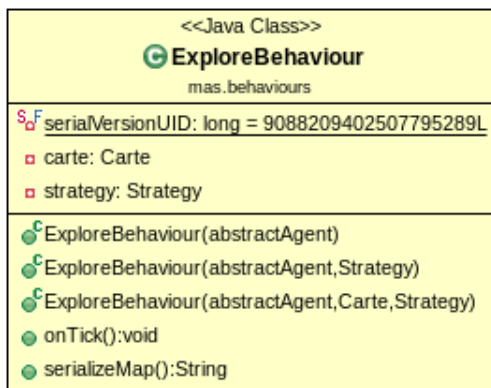 <<Java Class>>
C ExploreBehaviour
mas.behaviours
S F serialVersionUID: long = 9088209402507795289L
carte: Carte
strategy: Strategy
C ExploreBehaviour(abstractAgent)
C ExploreBehaviour(abstractAgent,Strategy)
C ExploreBehaviour(abstractAgent,Carte,Strategy)
onTick():void
serializeMap():String